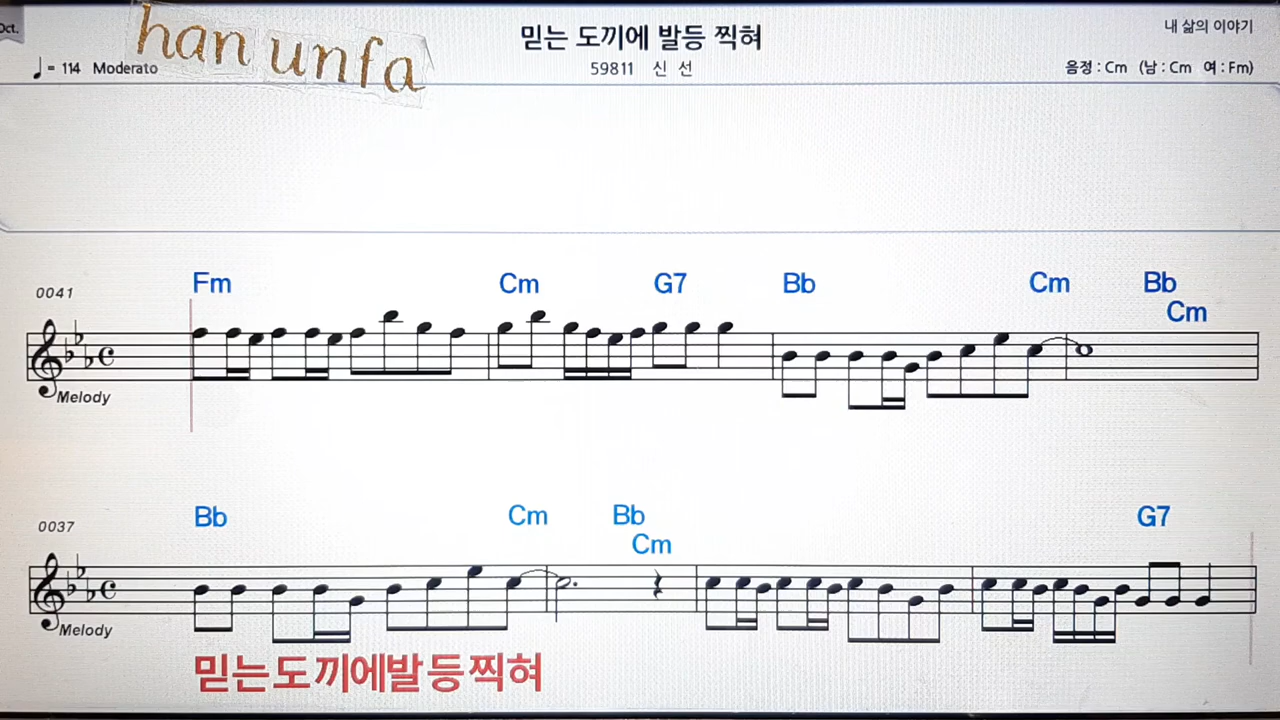 Oct.
han unfa
믿는 도끼에 발등 찍혀
내 삶의 이야기
♩= 114 Moderato
59811 신 선
음정 : Cm (남 : Cm 여 : Fm)
Fm Cm G7 Bb Cm Bb
Cm
0041
Melody
Bb Cm Bb G7
Cm
0037
Melody
믿는도끼에발등찍혀